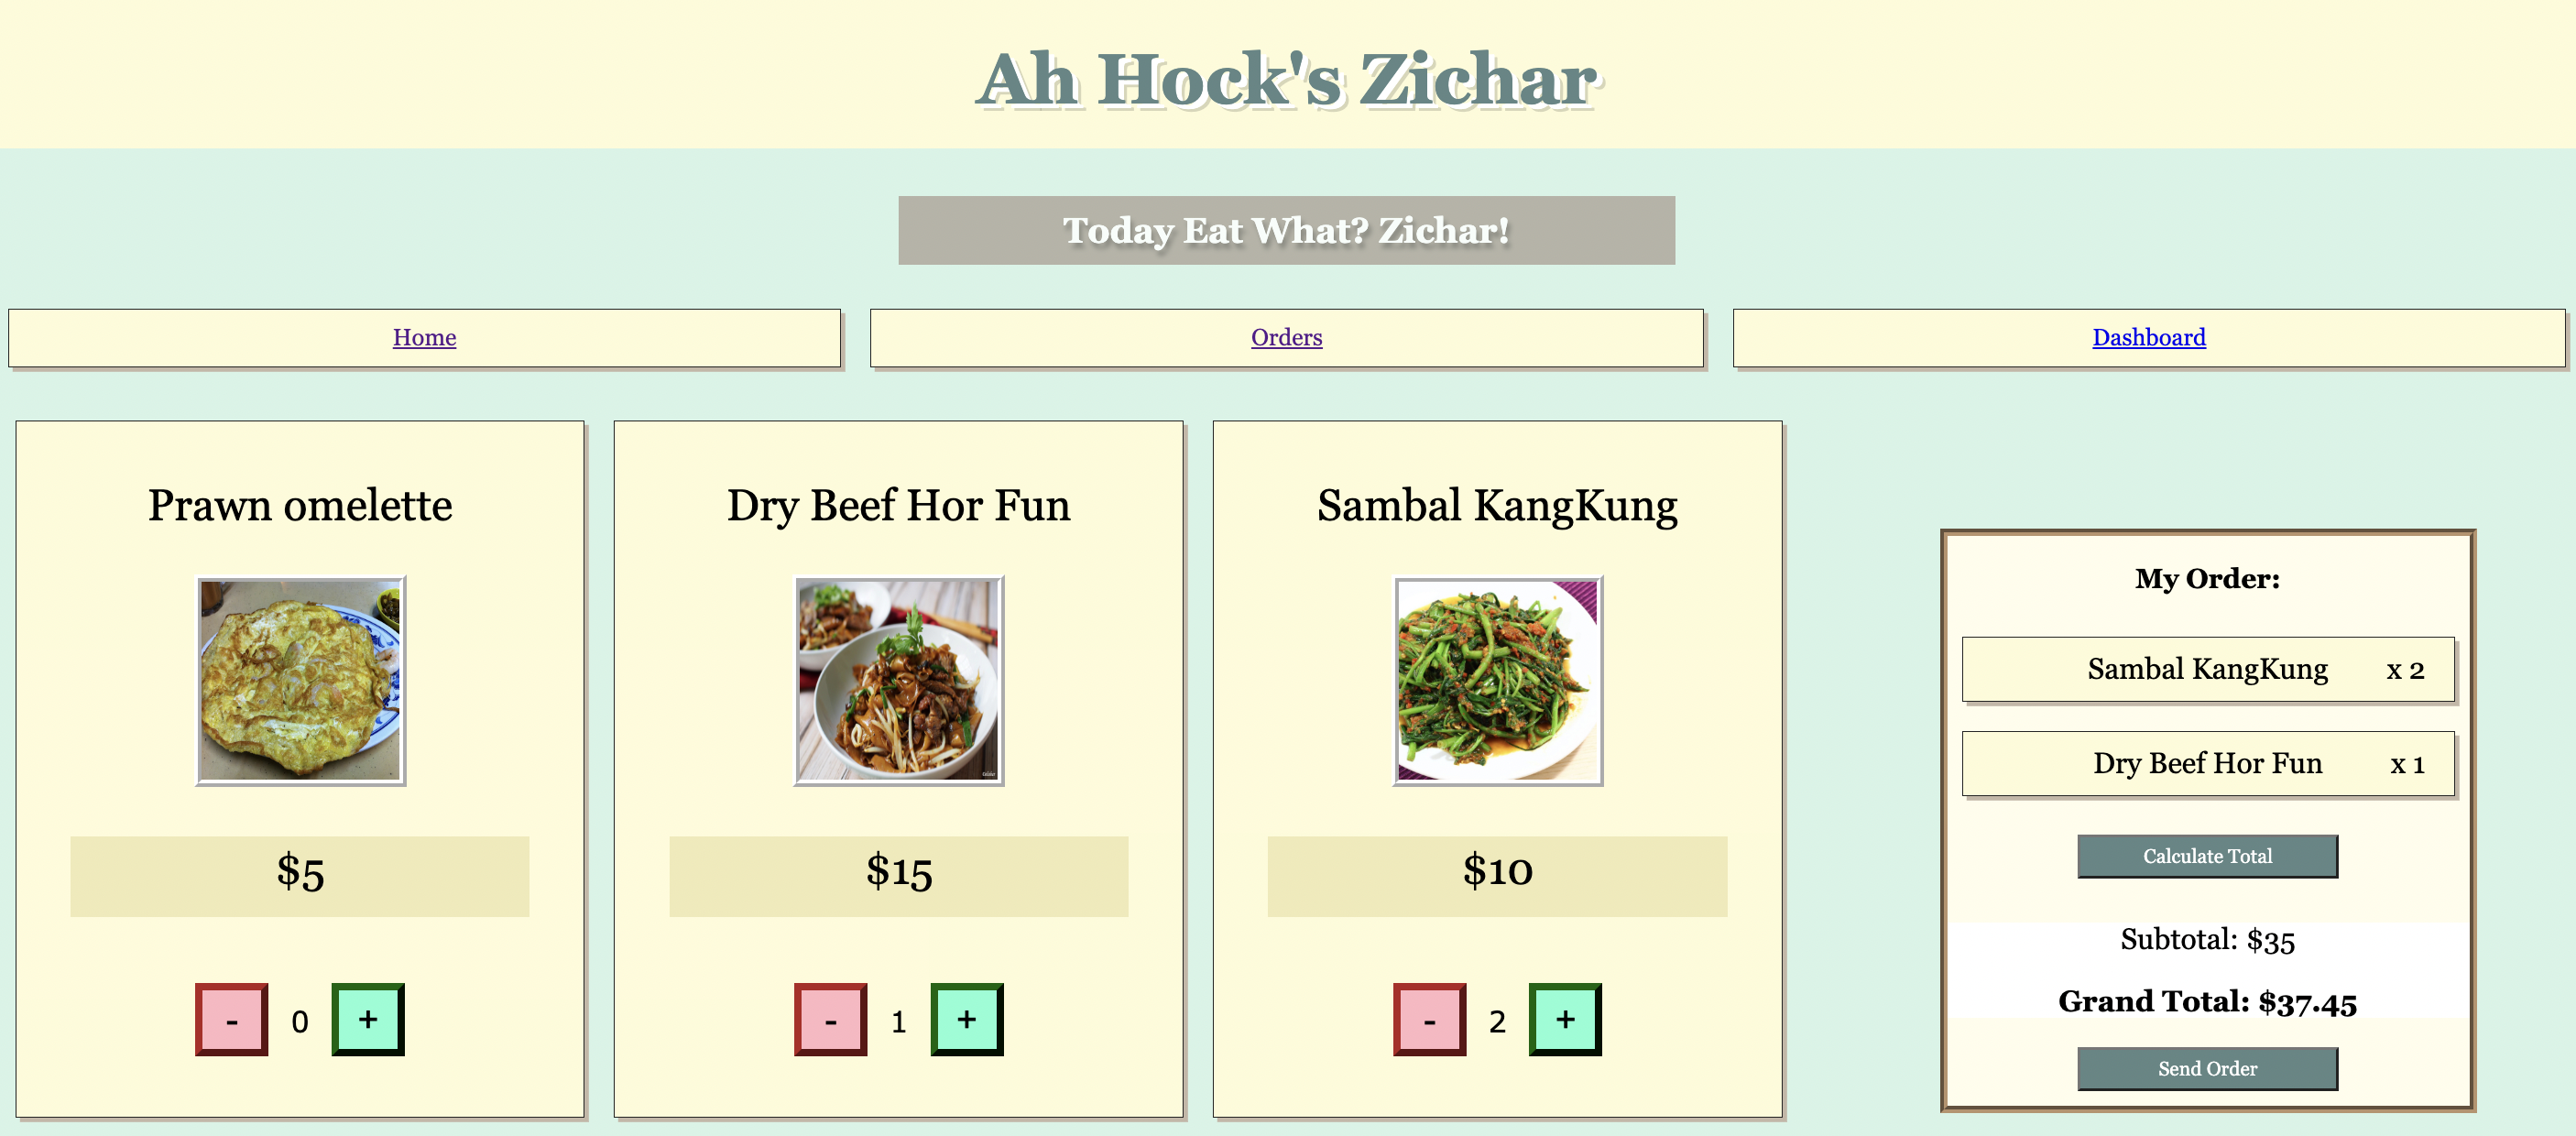 Ah Hock's Zichar
Today Eat What? Zichar!
Home
Orders
Dashboard
Prawn omelette
$5
- 0 +
Dry Beef Hor Fun
$15
- 1 +
Sambal KangKung
$10
- 2 +
My Order:
Sambal KangKung x 2
Dry Beef Hor Fun x 1
Calculate Total
Subtotal: $35
Grand Total: $37.45
Send Order